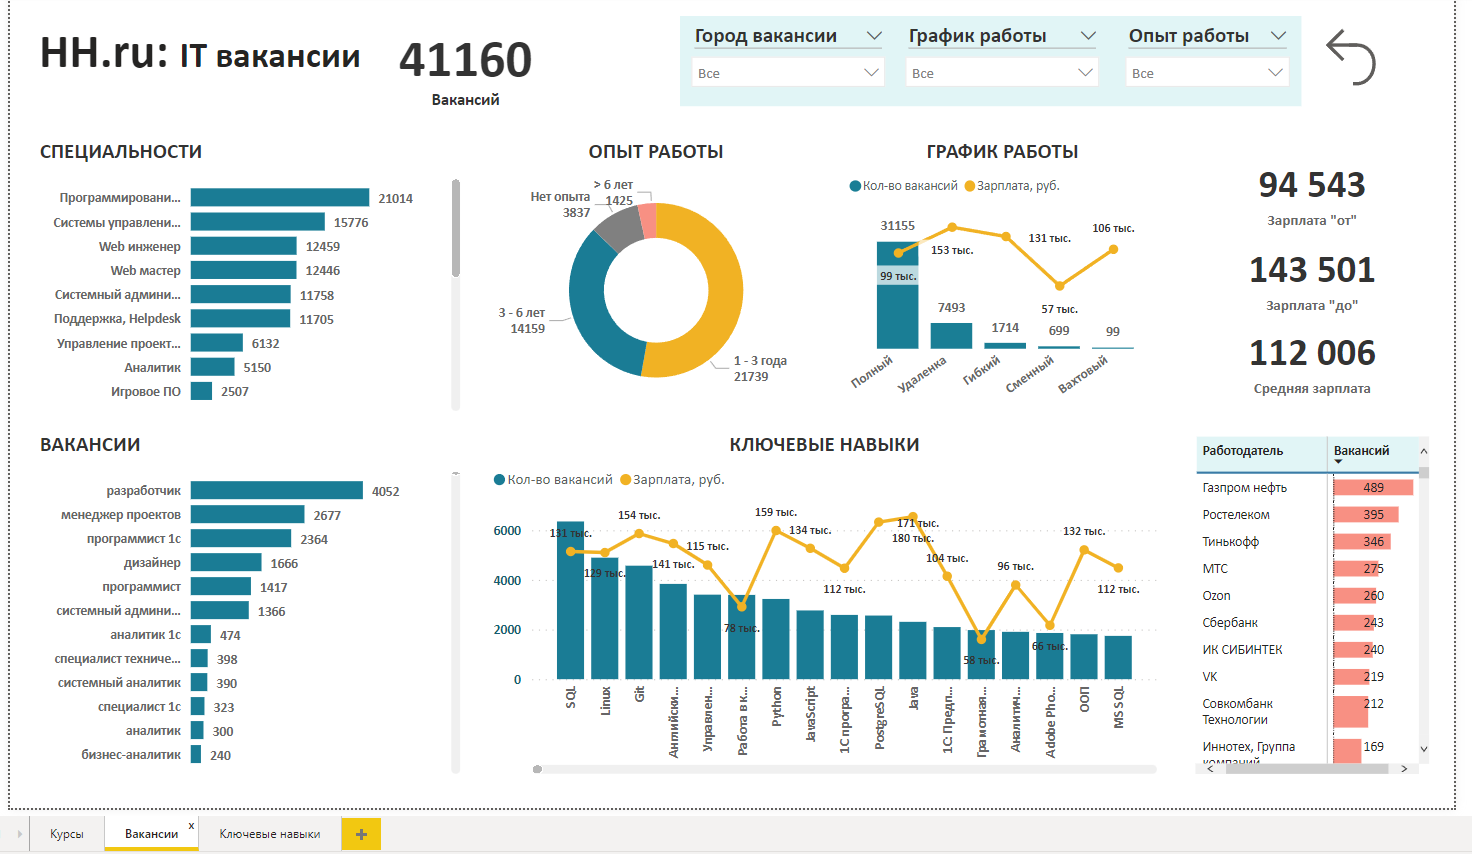 HH.ru: IT вакансии
41160
Вакансий
Город вакансии
График работы
Опыт работы
Все
Все
Все
СПЕЦИАЛЬНОСТИ
Программировани... 21014
Системы управлени... 15776
Web инженер 12459
Web мастер 12446
Системный админи... 11758
Поддержка, Helpdesk 11705
Управление проект... 6132
Аналитик 5150
Игровое ПО 2507
ОПЫТ РАБОТЫ
> 6 лет
1425
Нет опыта
3837
3 - 6 лет
14159
1 - 3 года
21739
ГРАФИК РАБОТЫ
Кол-во вакансий Зарплата, руб.
31155
99 тыс.
153 тыс.
131 тыс.
106 тыс.
57 тыс.
7493
1714
699
99
Полный
Удаленка
Гибкий
Сменный
Вахтовый
94 543
Зарплата "от"
143 501
Зарплата "до"
112 006
Средняя зарплата
ВАКАНСИИ
разработчик 4052
менеджер проектов 2677
программист 1с 2364
дизайнер 1666
программист 1417
системный админи... 1366
аналитик 1с 474
специалист техниче... 398
системный аналитик 390
специалист 1с 323
аналитик 300
бизнес-аналитик 240
КЛЮЧЕВЫЕ НАВЫКИ
Кол-во вакансий Зарплата, руб.
6000
4000
2000
0
131 тыс.
129 тыс.
154 тыс.
141 тыс.
115 тыс.
78 тыс.
159 тыс.
134 тыс.
112 тыс.
171 тыс.
180 тыс.
104 тыс.
58 тыс.
96 тыс.
66 тыс.
132 тыс.
112 тыс.
SQL
Linux
Git
Английски...
Управлен...
Работа в к...
Python
JavaScript
1С програ...
PostgreSQL
Java
1С: Предп...
Грамотная...
Аналитич...
Adobe Pho...
ООП
MS SQL
Работодатель Вакансий
Газпром нефть 489
Ростелеком 395
Тинькофф 346
МТС 275
Ozon 260
Сбербанк 243
ИК СИБИНТЕК 240
VK 219
Совкомбанк 212
Технологии
Иннотех, Группа 169
компаний
Курсы
Вакансии x
Ключевые навыки
+